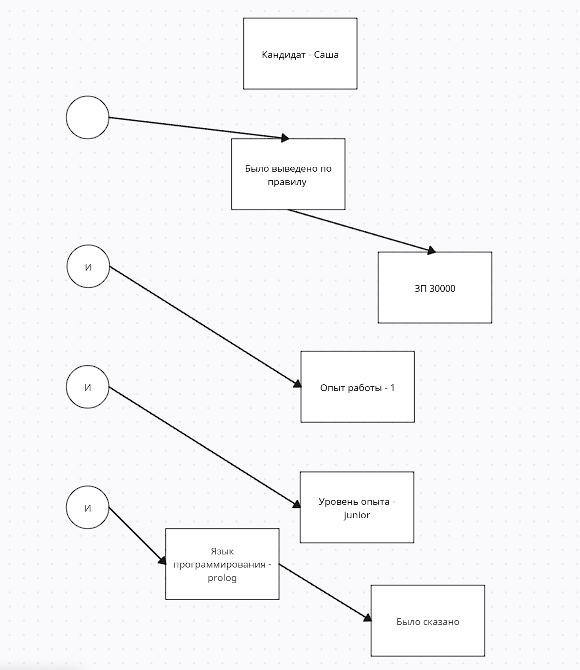 Кандидат - Саша
Было выведено по
правилу
И
ЗП 30000
Опыт работы - 1
И
Уровень опыта -
junior
И
Язык
программирования -
prolog
Было сказано